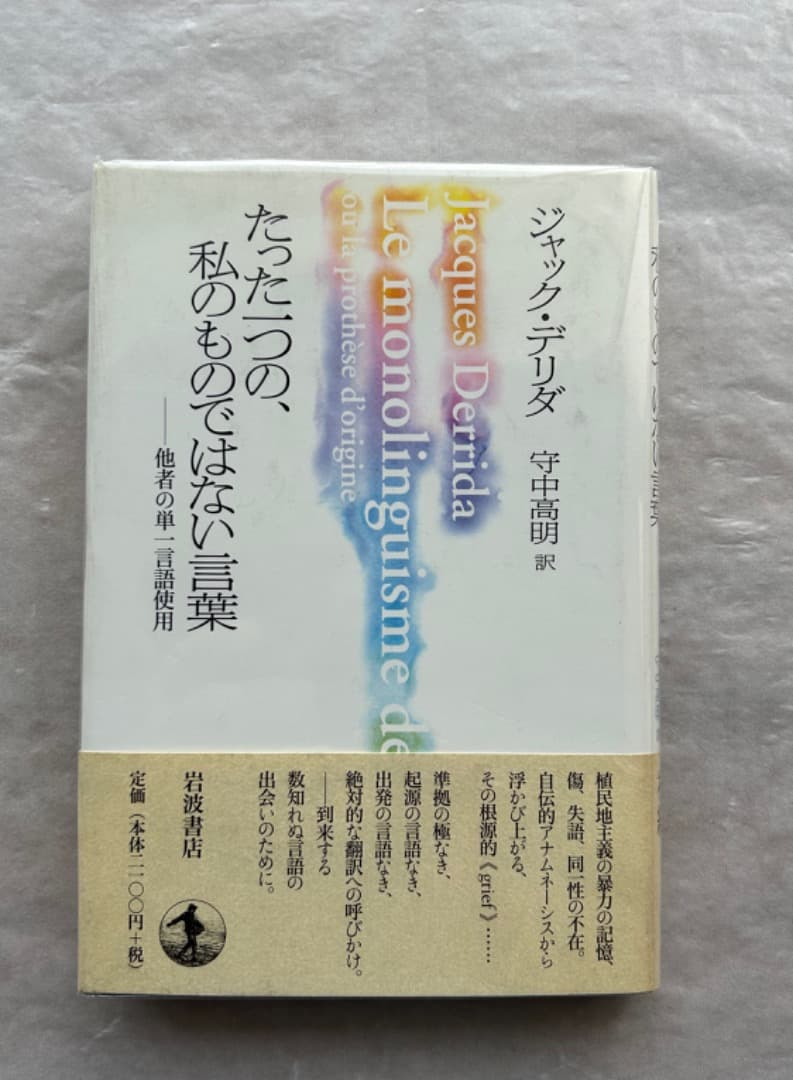 ジャック・デリダ
守中高明 訳
Jacques Derrida
Le monolinguisme de
ou la prothèse d'origine
たった一つの、
私のものではない言葉
──他者の単一言語使用
植民地主義の暴力の記憶、
傷、失語、同一性の不在。
自伝的アナムネーシスから
浮かび上がる、
その根源的《grief》……
準拠の極なき、
起源の言語なき、
出発の言語なき、
絶対的な翻訳への呼びかけ。
──到来する
数知れぬ言語の
出会いのために。
岩波書店
定価(本体二一〇〇円+税)